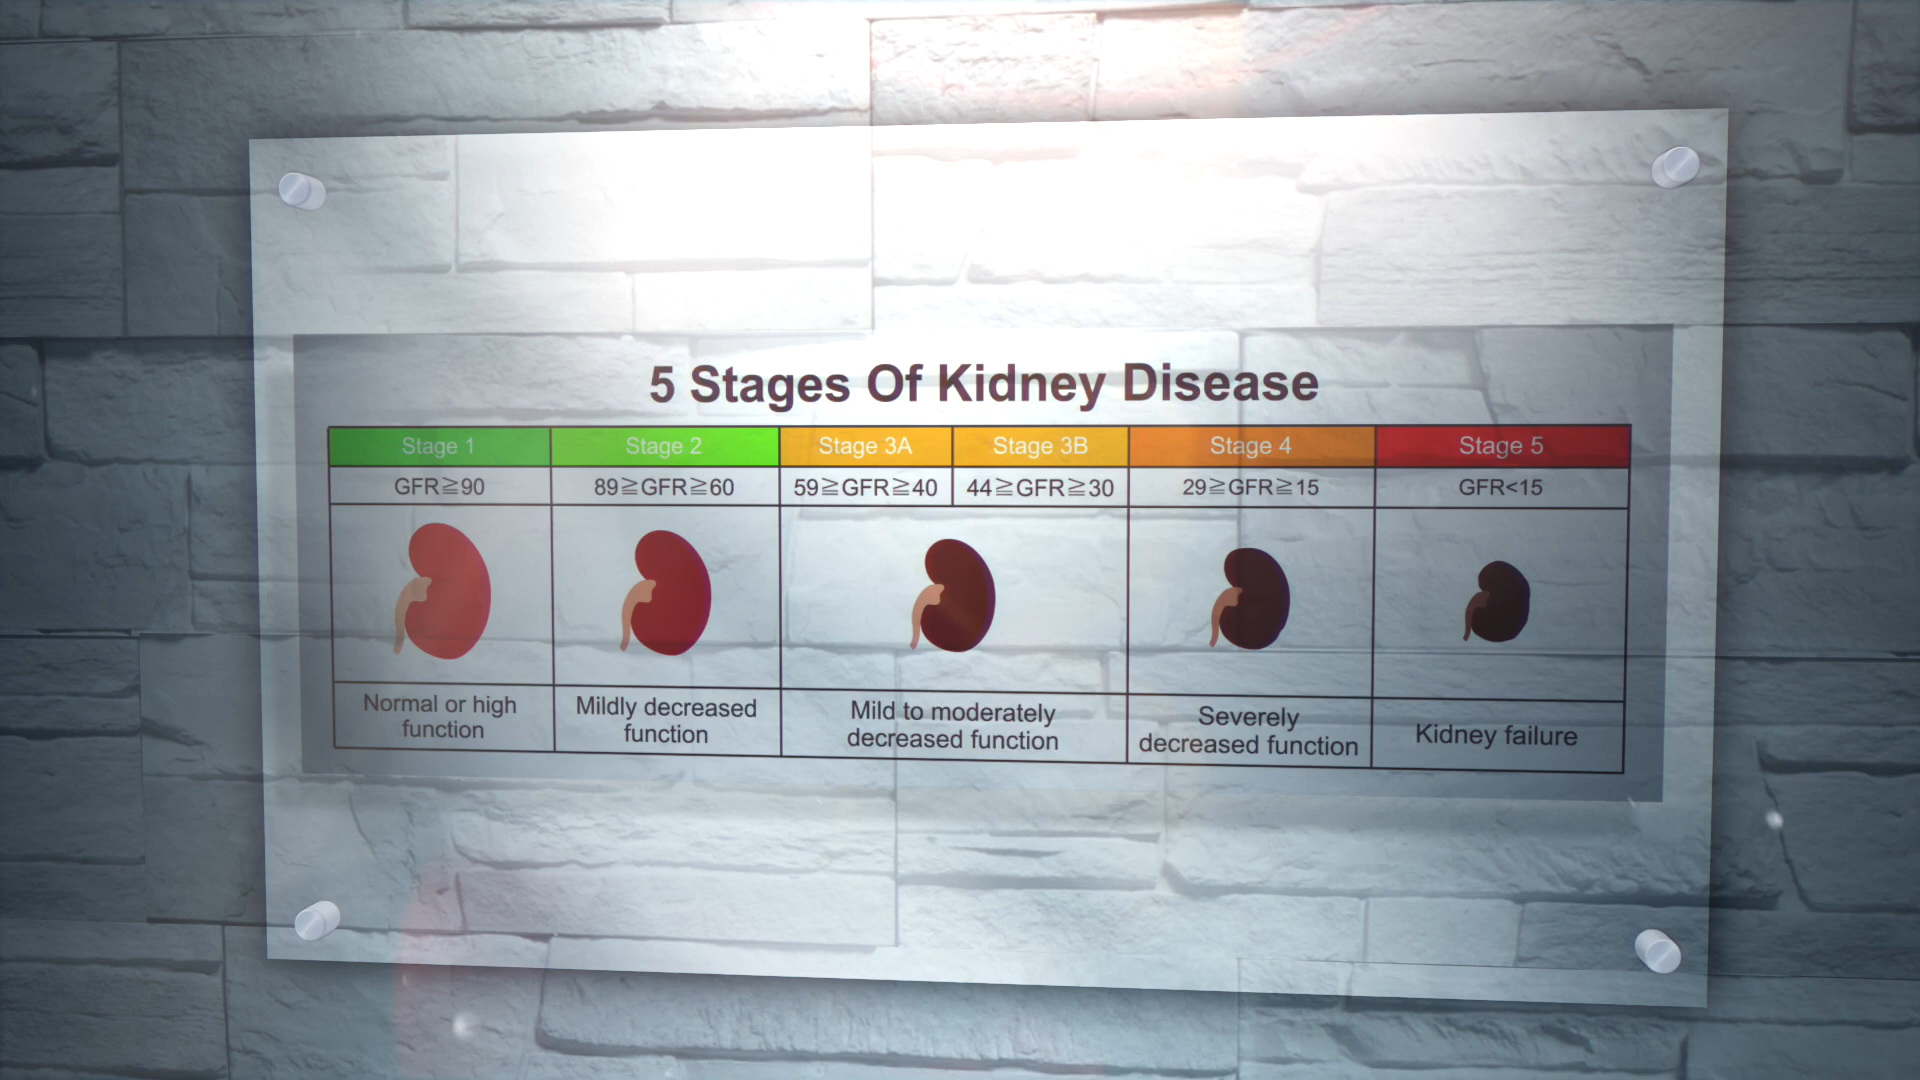 5 Stages Of Kidney Disease
Stage 1 Stage 2 Stage 3A Stage 3B Stage 4 Stage 5
GFR≧90 89≧GFR≧60 59≧GFR≧40 44≧GFR≧30 29≧GFR≧15 GFR<15
Normal or high
function
Mildly decreased
function
Mild to moderately
decreased function
Severely
decreased function
Kidney failure